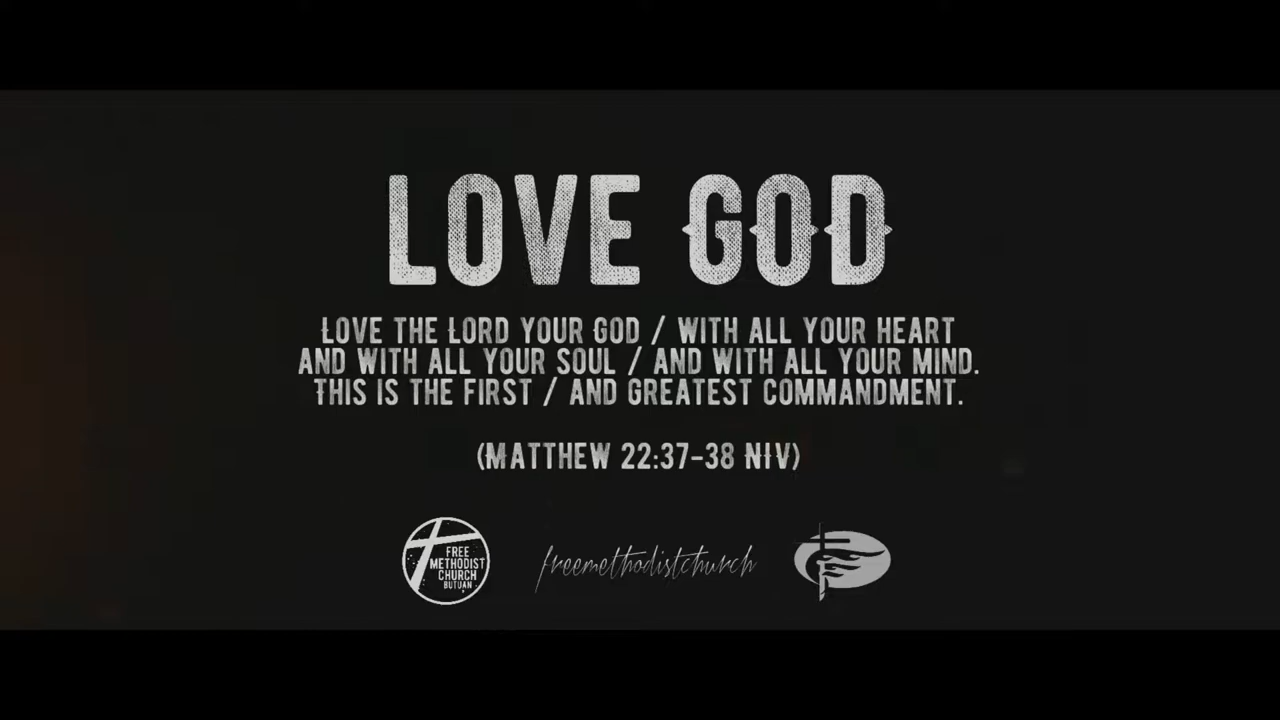 LOVE GOD
LOVE THE LORD YOUR GOD / WITH ALL YOUR HEART
AND WITH ALL YOUR SOUL / AND WITH ALL YOUR MIND.
THIS IS THE FIRST / AND GREATEST COMMANDMENT.
(MATTHEW 22:37-38 NIV)
FREE
METHODIST
CHURCH
BUTUAN
freemethodistchurch